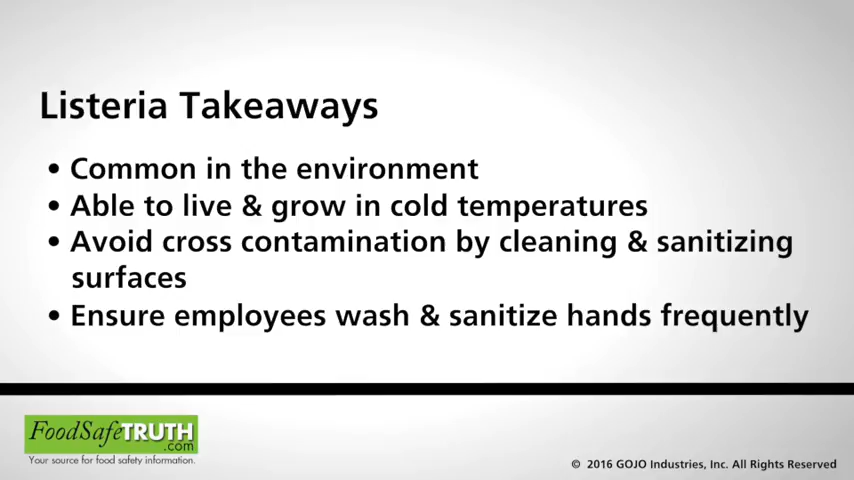 Listeria Takeaways
• Common in the environment
• Able to live & grow in cold temperatures
• Avoid cross contamination by cleaning & sanitizing
surfaces
• Ensure employees wash & sanitize hands frequently
FoodSafeTRUTH
.com
Your source for food safety information.
© 2016 GOJO Industries, Inc. All Rights Reserved